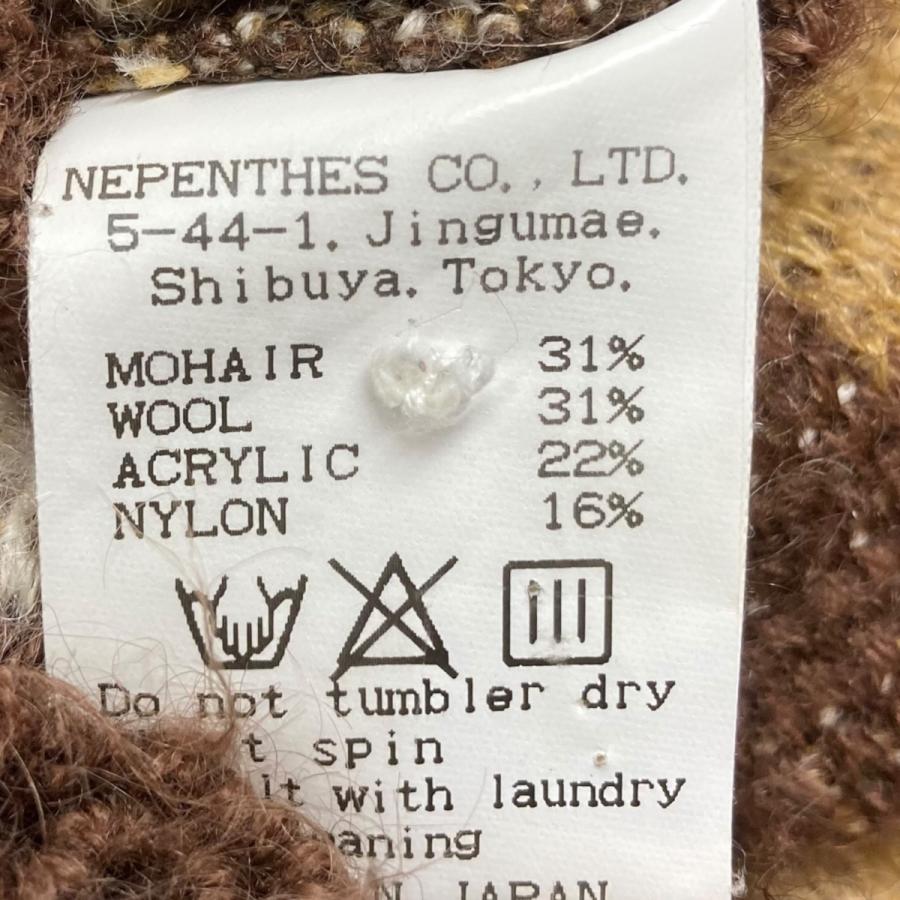 NEPENTHES CO., LTD.
5-44-1. Jingumae.
Shibuya. Tokyo.
MOHAIR 31%
WOOL 31%
ACRYLIC 22%
NYLON 16%
Do not tumbler dry
spin
with laundry
JAPAN